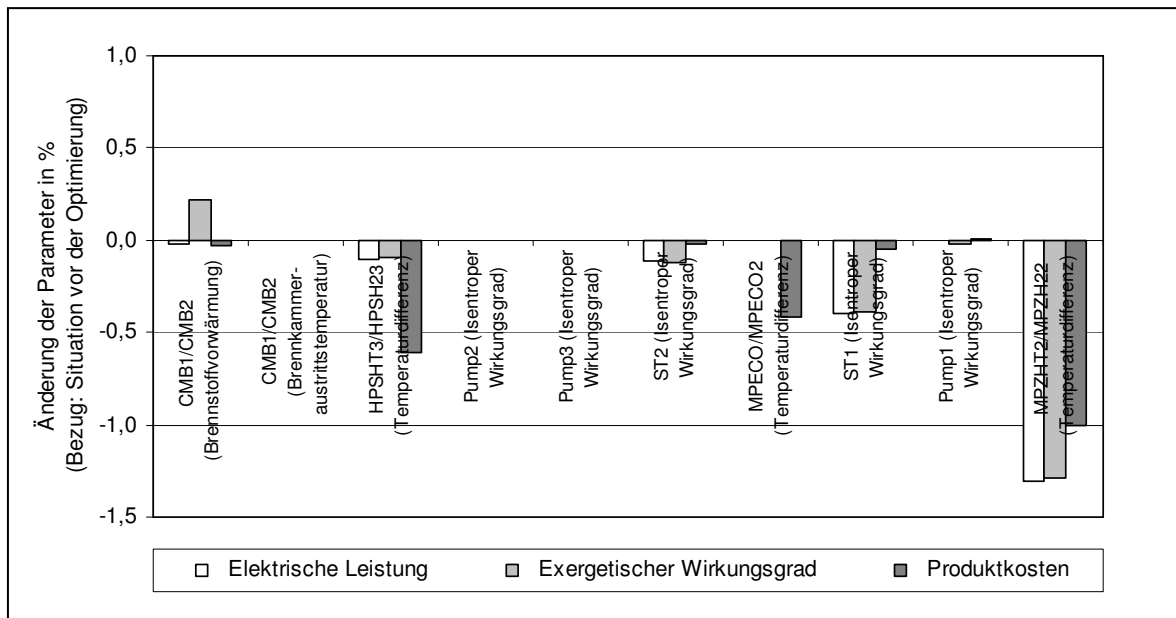 Änderung der Parameter in %
(Bezug: Situation vor der Optimierung)
1,0
0,5
0,0
-0,5
-1,0
-1,5
CMB1/CMB2
(Brennstoffvorwärmung)
CMB1/CMB2
(Brennkammer-
austrittstemperatur)
HPSHT3/HPSH23
(Temperaturdifferenz)
Pump2 (Isentroper
Wirkungsgrad)
Pump3 (Isentroper
Wirkungsgrad)
ST2 (Isentroper
Wirkungsgrad)
MPECO/MPECO2
(Temperaturdifferenz)
ST1 (Isentroper
Wirkungsgrad)
Pump1 (Isentroper
Wirkungsgrad)
MPZHT2/MPZH22
(Temperaturdifferenz)
Elektrische Leistung
Exergetischer Wirkungsgrad
Produktkosten